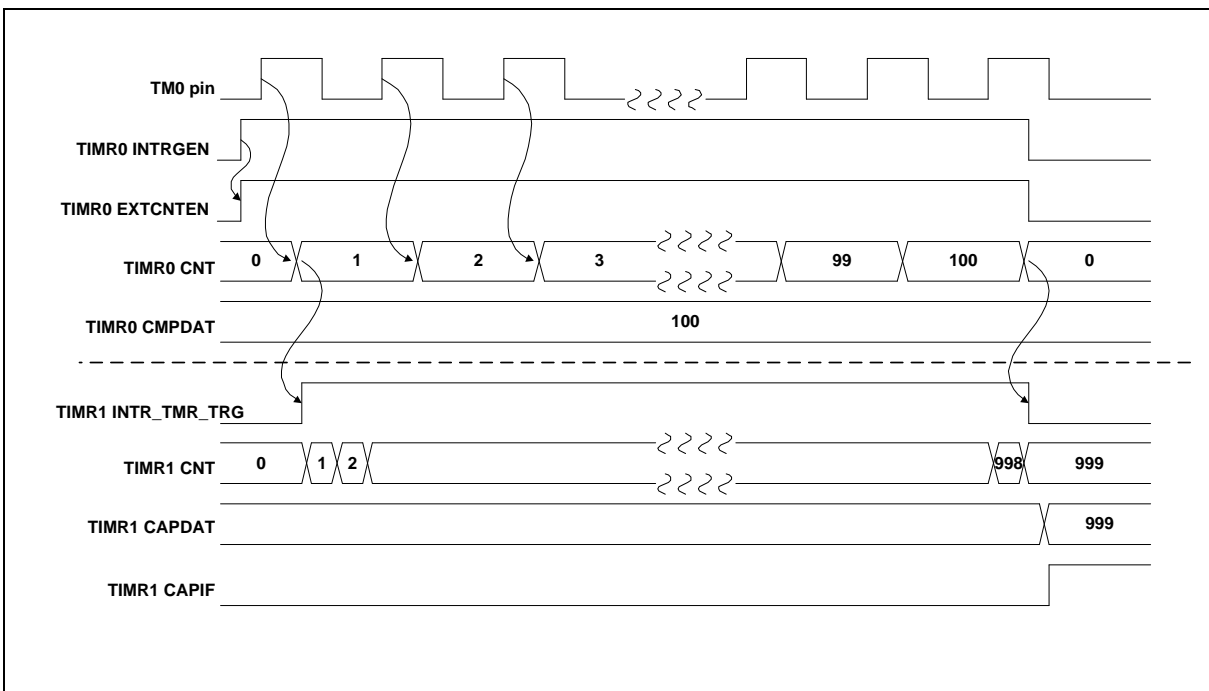 TM0 pin
TIMR0 INTRGEN
TIMR0 EXTCNTEN
TIMR0 CNT 0 1 2 3 99 100 0
TIMR0 CMPDAT 100
TIMR1 INTR_TMR_TRG
TIMR1 CNT 0 1 2 998 999
TIMR1 CAPDAT 999
TIMR1 CAPIF